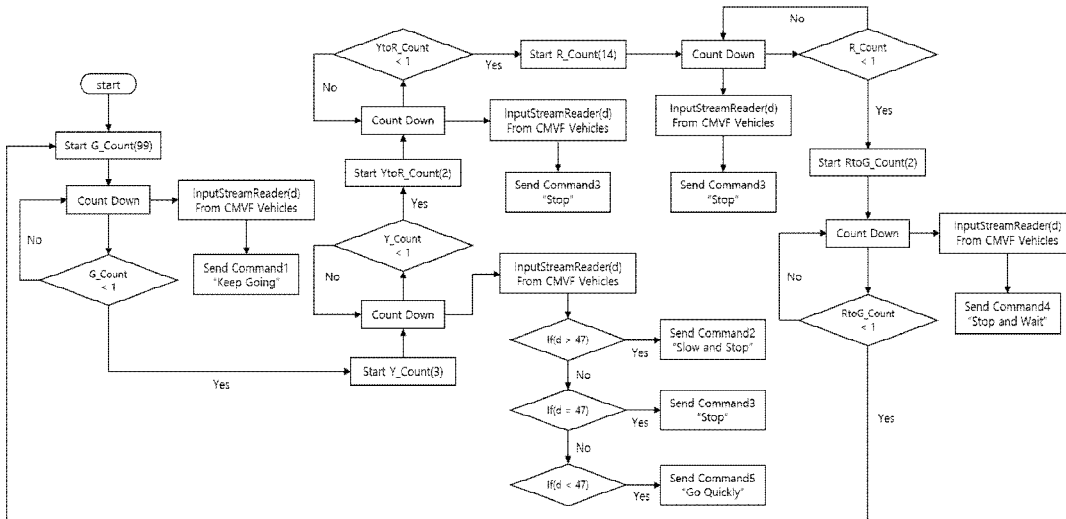 start
Start G_Count(99)
Count Down
InputStreamReader(d)
From CMVF Vehicles
Send Command1
"Keep Going"
No
G_Count
< 1
Yes
Start Y_Count(3)
Count Down
No
Y_Count
< 1
Yes
InputStreamReader(d)
From CMVF Vehicles
If(d > 47)
Yes
Send Command2
"Slow and Stop"
No
If(d = 47)
Yes
Send Command3
"Stop"
No
If(d < 47)
Yes
Send Command5
"Go Quickly"
Start YtoR_Count(2)
Count Down
InputStreamReader(d)
From CMVF Vehicles
Send Command3
"Stop"
No
YtoR_Count
< 1
Yes
Start R_Count(14)
Count Down
InputStreamReader(d)
From CMVF Vehicles
Send Command3
"Stop"
No
R_Count
< 1
Yes
Start RtoG_Count(2)
Count Down
InputStreamReader(d)
From CMVF Vehicles
Send Command4
"Stop and Wait"
No
RtoG_Count
< 1
Yes